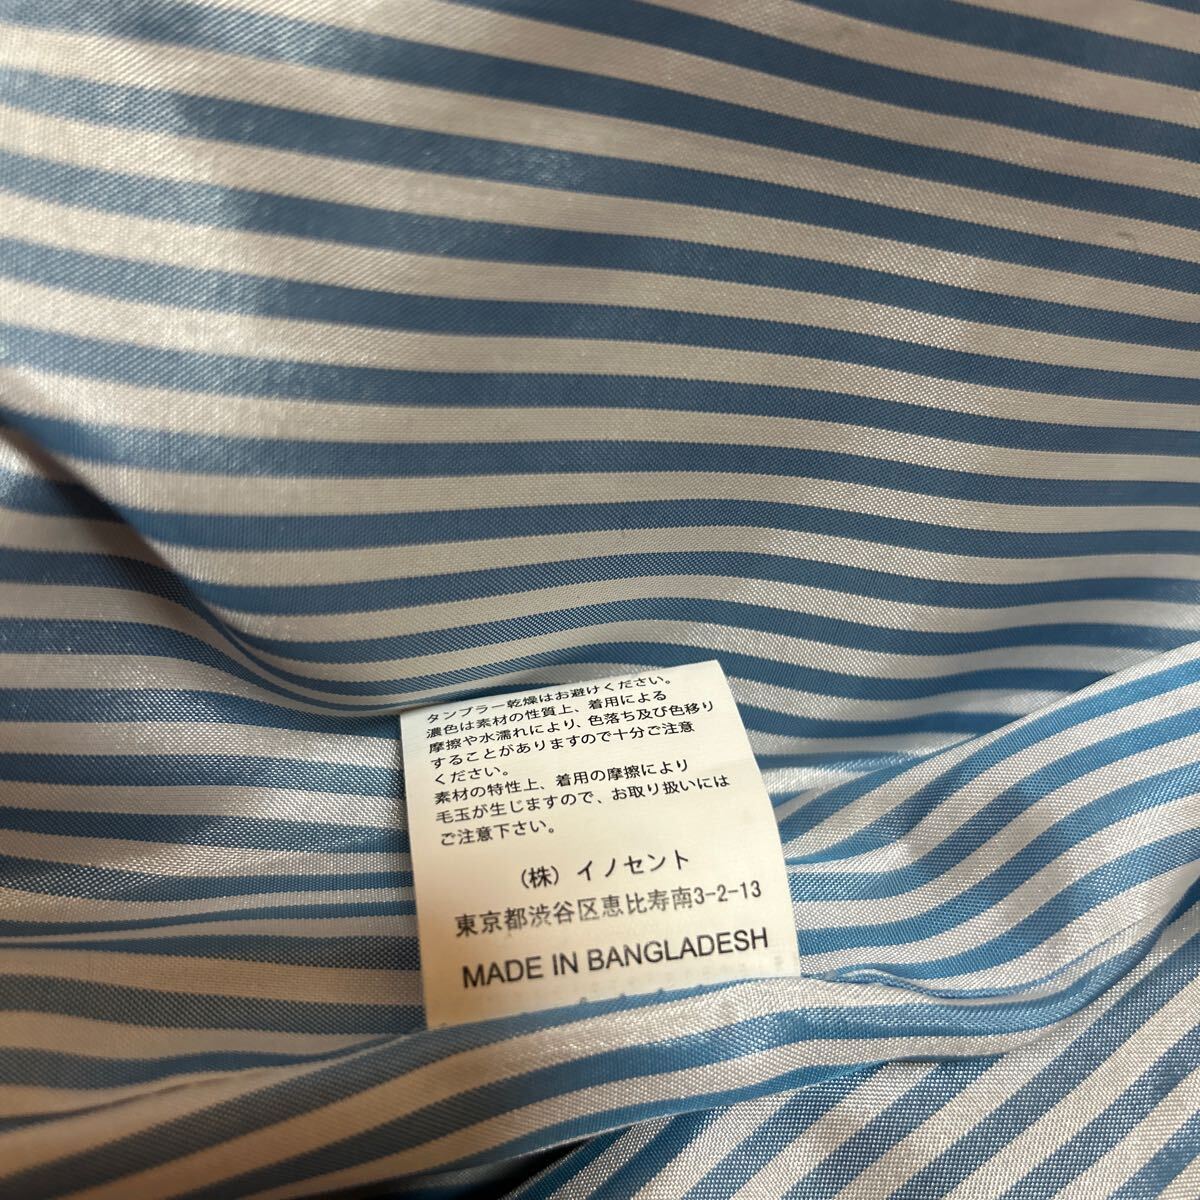 タンブラー乾燥はお避けください。
濃色は素材の性質上、着用による
摩擦や水濡れにより、色落ち及び色移り
することがありますので十分ご注意
ください。
素材の特性上、着用の摩擦により
毛玉が生じますので、お取り扱いには
ご注意下さい。
(株) イノセント
東京都渋谷区恵比寿南3-2-13
MADE IN BANGLADESH